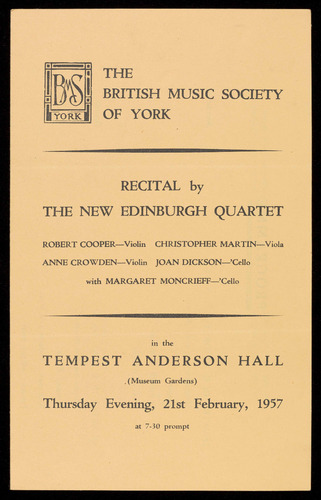 BMS
YORK
THE
BRITISH MUSIC SOCIETY
OF YORK
RECITAL by
THE NEW EDINBURGH QUARTET
ROBERT COOPER—Violin CHRISTOPHER MARTIN—Viola
ANNE CROWDEN—Violin JOAN DICKSON—'Cello
with MARGARET MONCRIEFF—'Cello
in the
TEMPEST ANDERSON HALL
(Museum Gardens)
Thursday Evening, 21st February, 1957
at 7-30 prompt